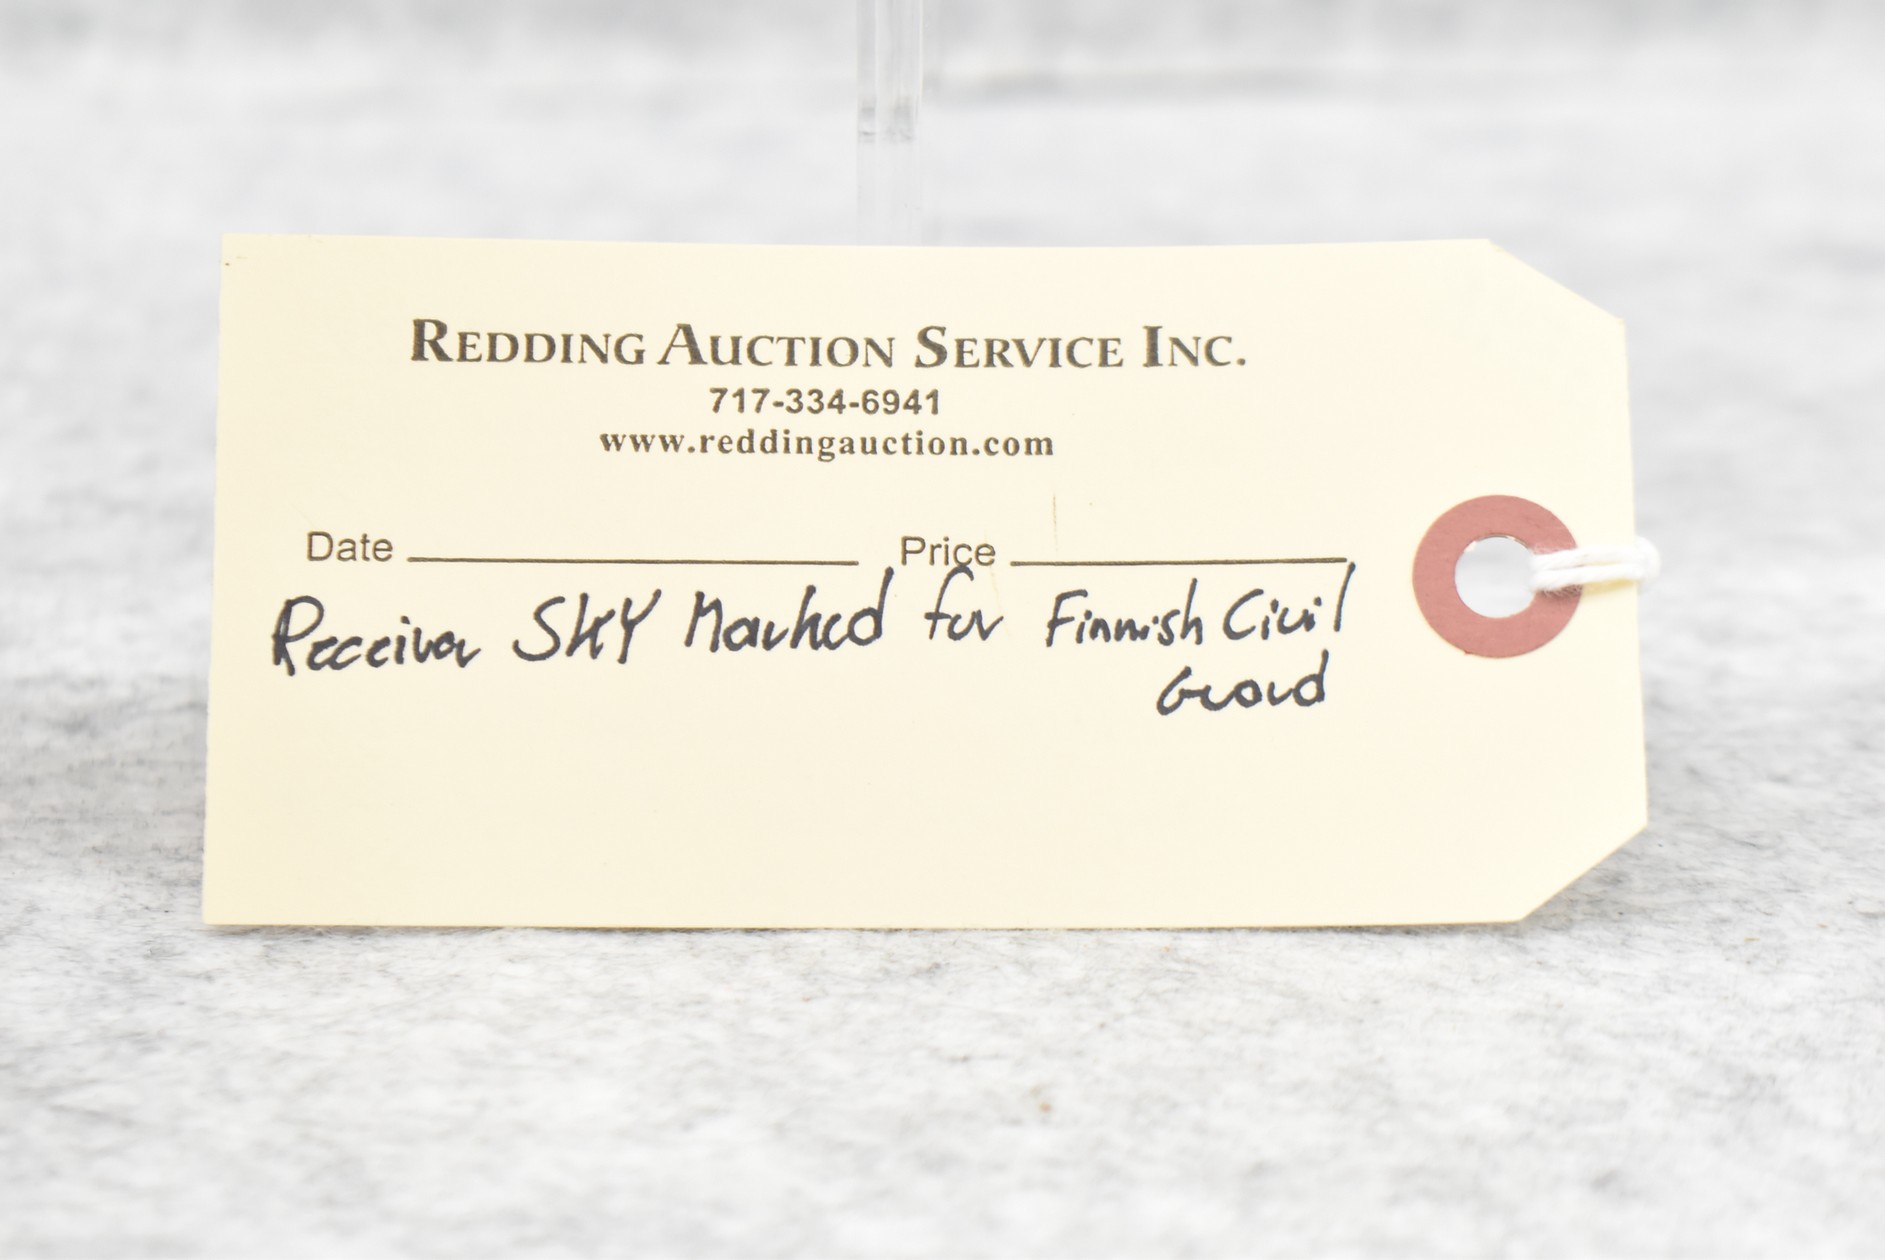 REDDING AUCTION SERVICE INC.
717-334-6941
www.reddingauction.com
Date Price
Receiver SKY Marked for Finnish Civil
Guard